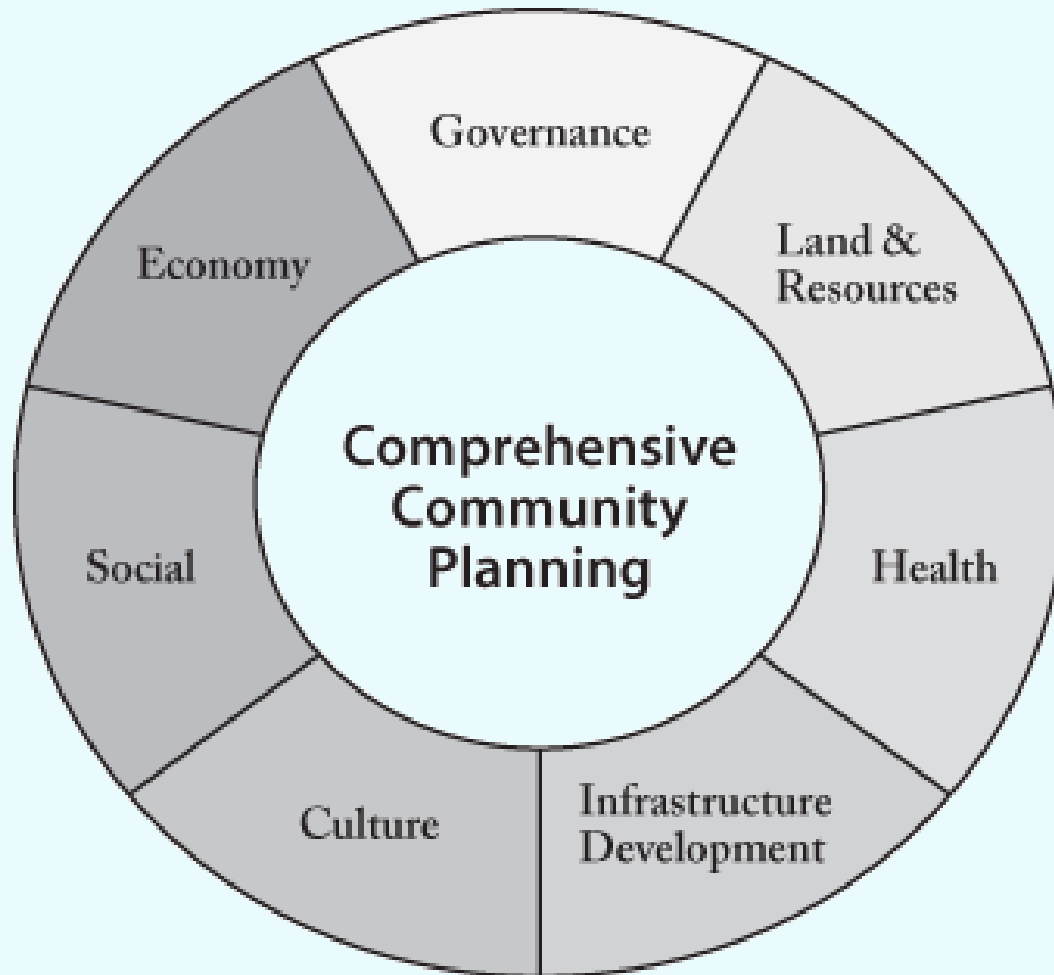 Governance
Land &
Resources
Economy
Comprehensive
Community
Planning
Social
Health
Culture
Infrastructure
Development